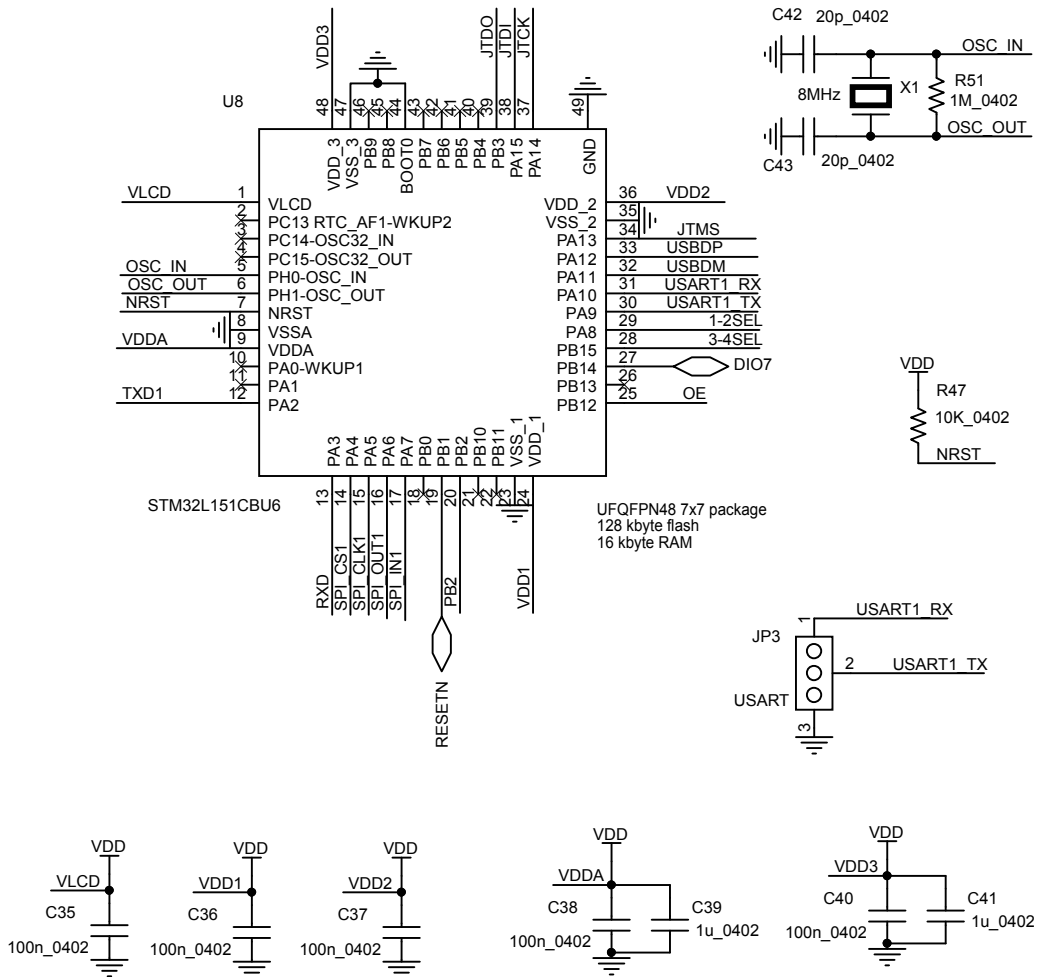 VDD3
JTDO
JTDI
JTCK
U8
48
47
46
45
44
43
42
41
40
39
38
37
49
VDD_3
VSS_3
PB9
PB8
BOOT0
PB7
PB6
PB5
PB4
PB3
PA15
PA14
GND
VLCD 1 VLCD
2 PC13 RTC_AF1-WKUP2
3 PC14-OSC32_IN
4 PC15-OSC32_OUT
OSC_IN 5 PH0-OSC_IN
OSC_OUT 6 PH1-OSC_OUT
NRST 7 NRST
8 VSSA
VDDA 9 VDDA
10 PA0-WKUP1
11 PA1
TXD1 12 PA2
VDD_2 36 VDD2
VSS_2 35
PA13 34 JTMS
PA12 33 USBDP
PA11 32 USBDM
PA10 31 USART1_RX
PA9 30 USART1_TX
PA8 29 1-2SEL
PB15 28 3-4SEL
PB14 27 DIO7
PB13 26
PB12 25 OE
PA3
PA4
PA5
PA6
PA7
PB0
PB1
PB2
PB10
PB11
VSS_1
VDD_1
13
14
15
16
17
18
19
20
21
22
23
24
RXD
SPI_CS1
SPI_CLK1
SPI_OUT1
SPI_IN1
PB2
VDD1
RESETN
STM32L151CBU6
UFQFPN48 7x7 package
128 kbyte flash
16 kbyte RAM
C42
20p_0402
OSC_IN
8MHz
X1
R51
1M_0402
OSC_OUT
C43
20p_0402
VDD
R47
10K_0402
NRST
JP3
1
USART1_RX
2
USART1_TX
USART
3
VDD
VLCD
C35
100n_0402
VDD
VDD1
C36
100n_0402
VDD
VDD2
C37
100n_0402
VDD
VDDA
C38
100n_0402
C39
1u_0402
VDD
VDD3
C40
100n_0402
C41
1u_0402